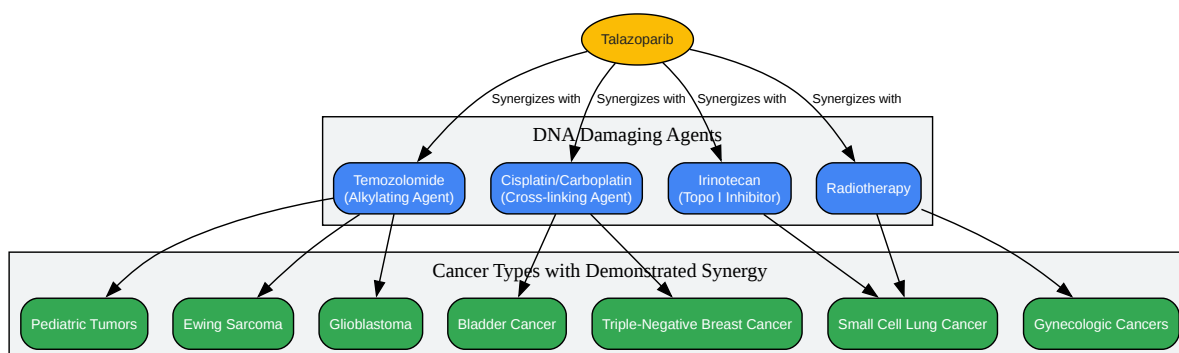 Talazoparib
Synergizes with
Synergizes with
Synergizes with
Synergizes with
DNA Damaging Agents
Temozolomide
(Alkylating Agent)
Cisplatin/Carboplatin
(Cross-linking Agent)
Irinotecan
(Topo I Inhibitor)
Radiotherapy
Cancer Types with Demonstrated Synergy
Pediatric Tumors
Ewing Sarcoma
Glioblastoma
Bladder Cancer
Triple-Negative Breast Cancer
Small Cell Lung Cancer
Gynecologic Cancers